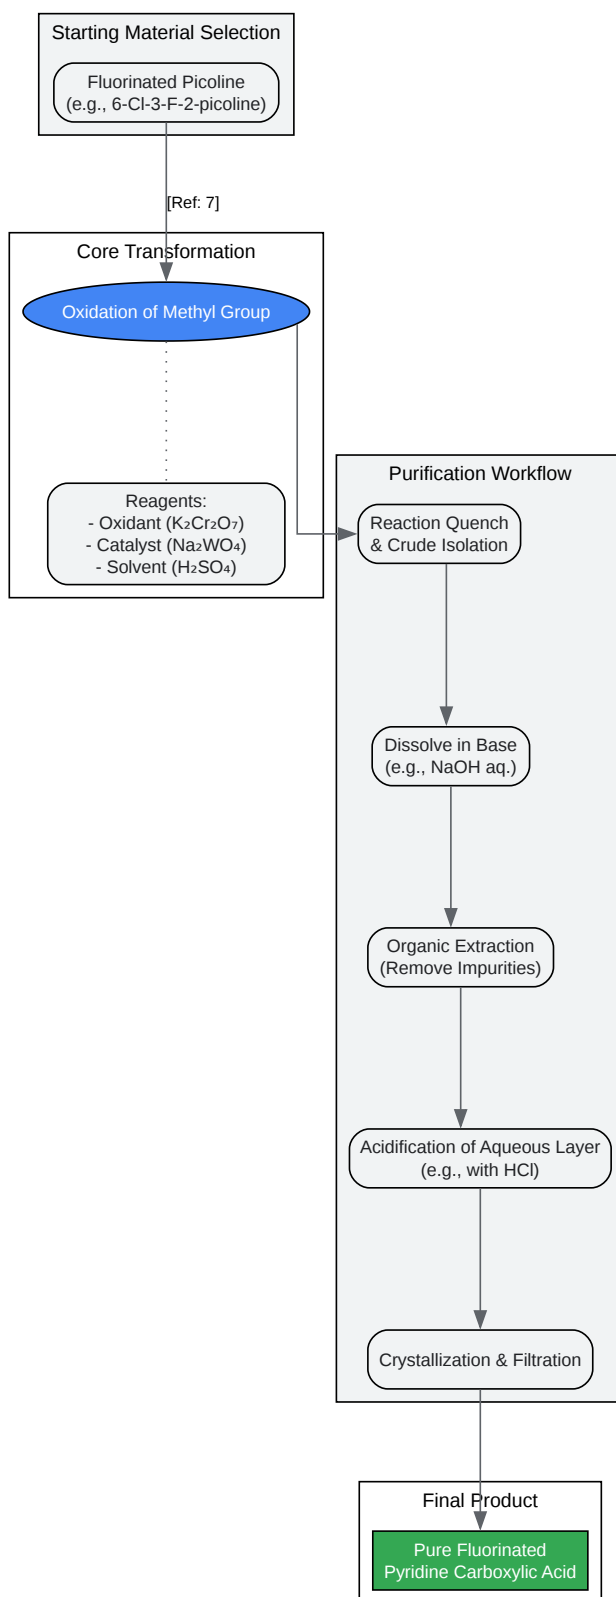 Starting Material Selection
Fluorinated Picoline
(e.g., 6-Cl-3-F-2-picoline)
[Ref: 7]
Core Transformation
Oxidation of Methyl Group
Reagents:
- Oxidant (K₂Cr₂O₇)
- Catalyst (Na₂WO₄)
- Solvent (H₂SO₄)
Purification Workflow
Reaction Quench
& Crude Isolation
Dissolve in Base
(e.g., NaOH aq.)
Organic Extraction
(Remove Impurities)
Acidification of Aqueous Layer
(e.g., with HCl)
Crystallization & Filtration
Final Product
Pure Fluorinated
Pyridine Carboxylic Acid